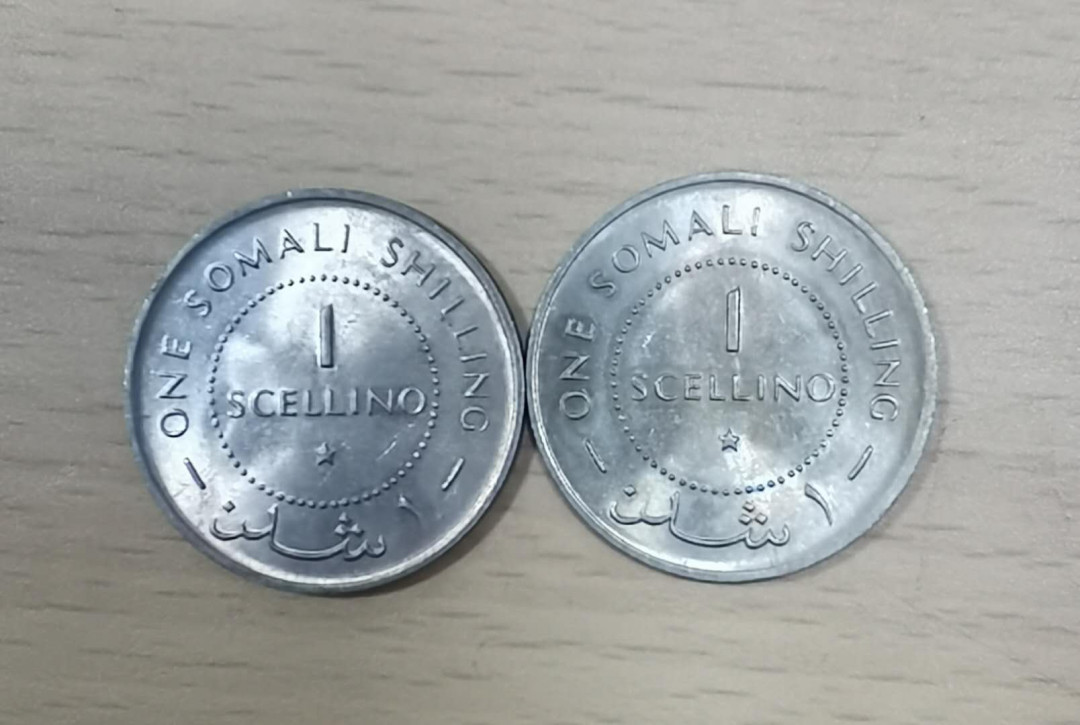 ONE SOMALI SHILLING
1
SCELLINO
١ شلن
ONE SOMALI SHILLING
1
SCELLINO
١ شلن